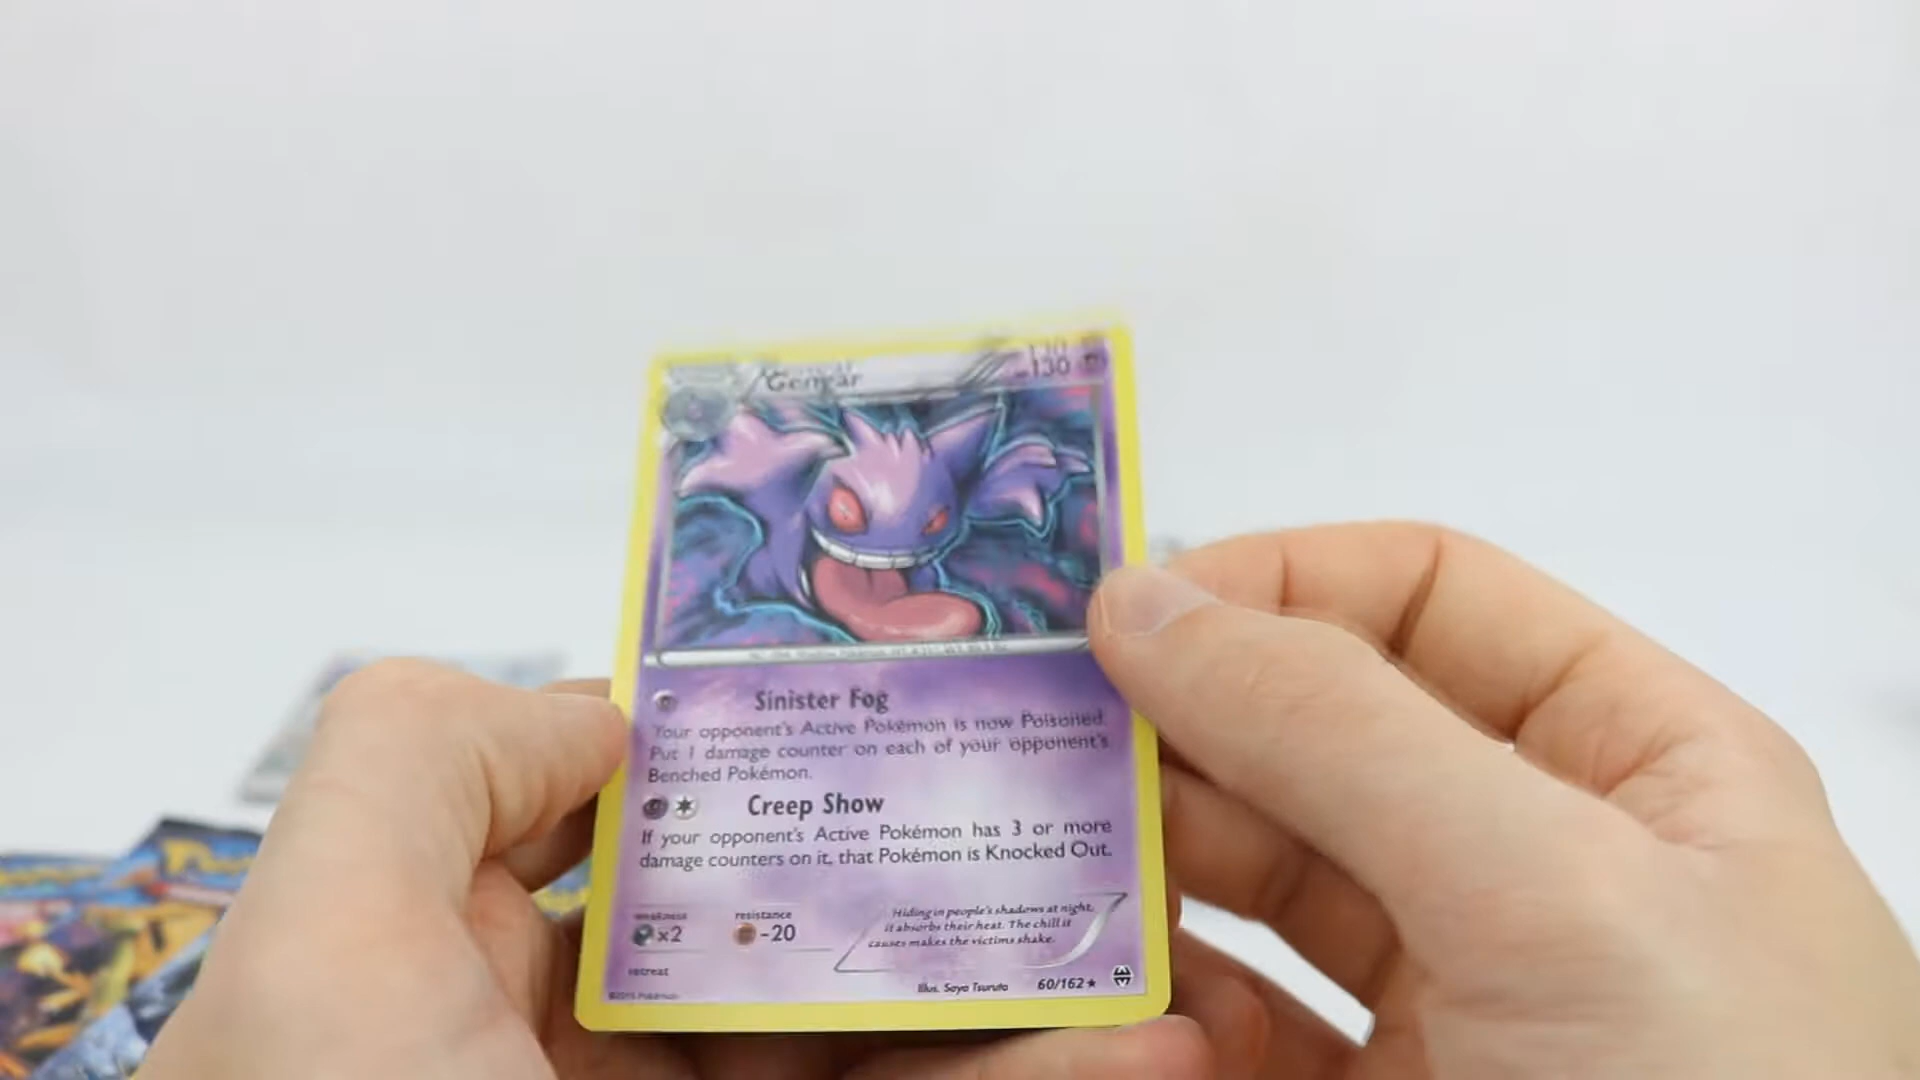 Gengar
130
Sinister Fog
Your opponent's Active Pokémon is now Poisoned.
Put 1 damage counter on each of your opponent's
Benched Pokémon.
Creep Show
If your opponent's Active Pokémon has 3 or more
damage counters on it, that Pokémon is Knocked Out.
weakness
x2
resistance
-20
Hiding in people's shadows at night,
it absorbs their heat. The chill it
causes makes the victims shake.
retreat
©2015 Pokémon
Illus. Saya Tsuruta
60/162